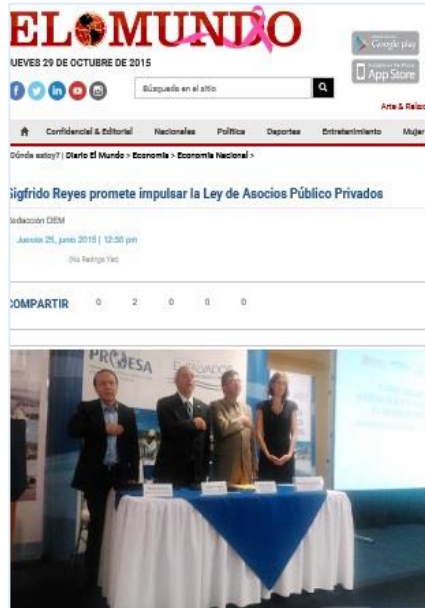 EL MUNDO
UEVES 29 DE OCTUBRE DE 2015
Google play
App Store
Búsqueda en el sitio
Confidencial & Editorial Nacionales Política Deportes Entretenimiento Mujer
Dónde estoy? | Diario El Mundo > Economía > Economía Nacional >
Sigfrido Reyes promete impulsar la Ley de Asocios Público Privados
Redacción DEM
Jueves 25, junio 2015 | 12:50 pm
(No Ratings Yet)
COMPARTIR 0 2 0 0 0
PROESA
EL SALVADOR